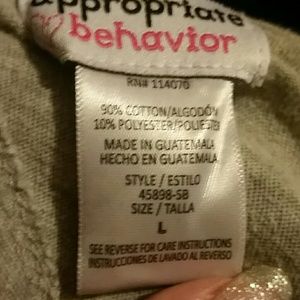 appropriate
behavior
RN# 114070
90% COTTON/ALGODÓN
10% POLYESTER/POLIESTER
MADE IN GUATEMALA
HECHO EN GUATEMALA
STYLE / ESTILO
45898-5B
SIZE / TALLA
L
SEE REVERSE FOR CARE INSTRUCTIONS
INSTRUCCIONES DE LAVADO AL REVERSO